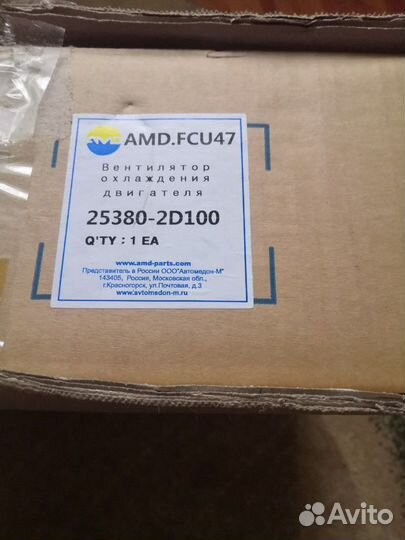 AMD.FCU47
Вентилятор
охлаждения
двигателя
25380-2D100
Q'TY : 1 EA
www.amd-parts.com
Представитель в России ООО"Автомедон-М"
143405, Россия, Московская обл.,
г.Красногорск, ул.Почтовая, д.3
www.avtomedon-m.ru
Avito